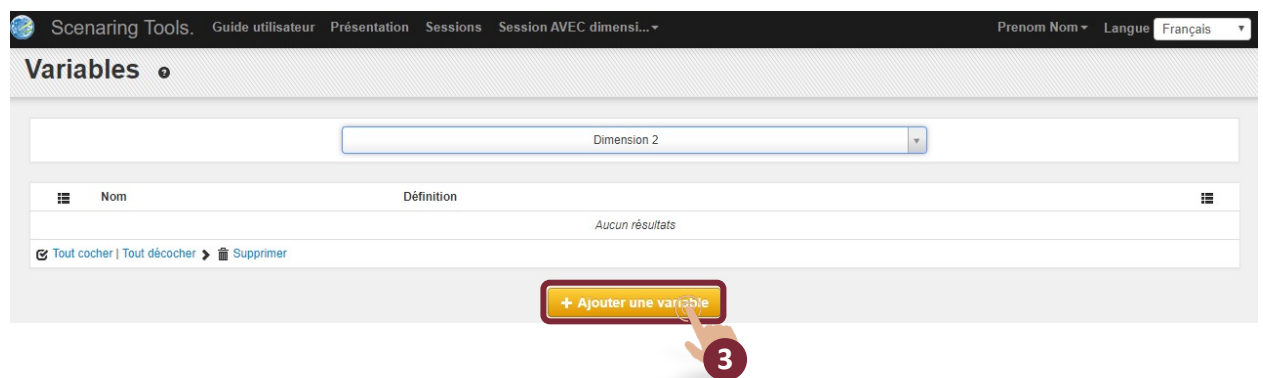 Scenaring Tools. Guide utilisateur Présentation Sessions Session AVEC dimensi... Prenom Nom Langue Français
Variables
Dimension 2
Nom Définition
Aucun résultats
Tout cocher | Tout décocher Supprimer
+ Ajouter une variable
3